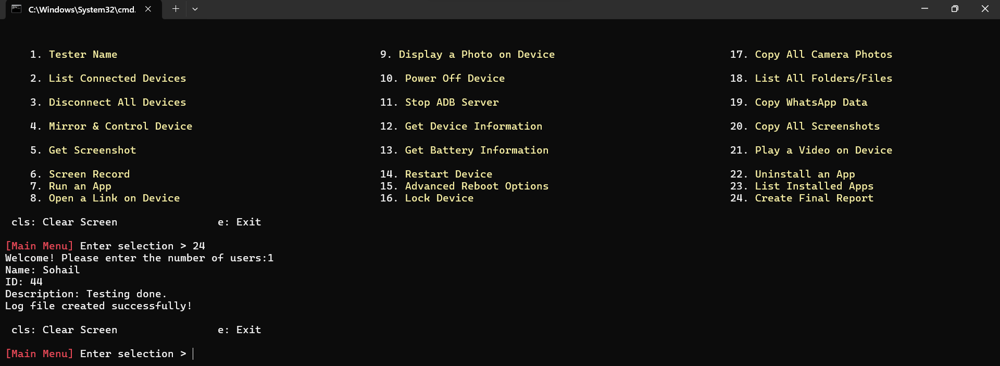 C:\Windows\System32\cmd.
1. Tester Name 9. Display a Photo on Device 17. Copy All Camera Photos
2. List Connected Devices 10. Power Off Device 18. List All Folders/Files
3. Disconnect All Devices 11. Stop ADB Server 19. Copy WhatsApp Data
4. Mirror & Control Device 12. Get Device Information 20. Copy All Screenshots
5. Get Screenshot 13. Get Battery Information 21. Play a Video on Device
6. Screen Record 14. Restart Device 22. Uninstall an App
7. Run an App 15. Advanced Reboot Options 23. List Installed Apps
8. Open a Link on Device 16. Lock Device 24. Create Final Report
cls: Clear Screen e: Exit
[Main Menu] Enter selection > 24
Welcome! Please enter the number of users:1
Name: Sohail
ID: 44
Description: Testing done.
Log file created successfully!
cls: Clear Screen e: Exit
[Main Menu] Enter selection >